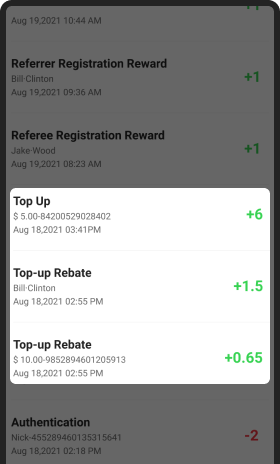 +1
Aug 19,2021 10:44 AM
Referrer Registration Reward
Bill·Clinton
+1
Aug 19,2021 09:36 AM
Referee Registration Reward
Jake·Wood
+1
Aug 19,2021 08:23 AM
Top Up
$ 5.00-84200529028402
+6
Aug 18,2021 03:41PM
Top-up Rebate
Bill·Clinton
+1.5
Aug 18,2021 02:55 PM
Top-up Rebate
$ 10.00-9852894601205913
+0.65
Aug 18,2021 02:55 PM
Authentication
Nick-455289460135315641
-2
Aug 18,2021 02:18 PM